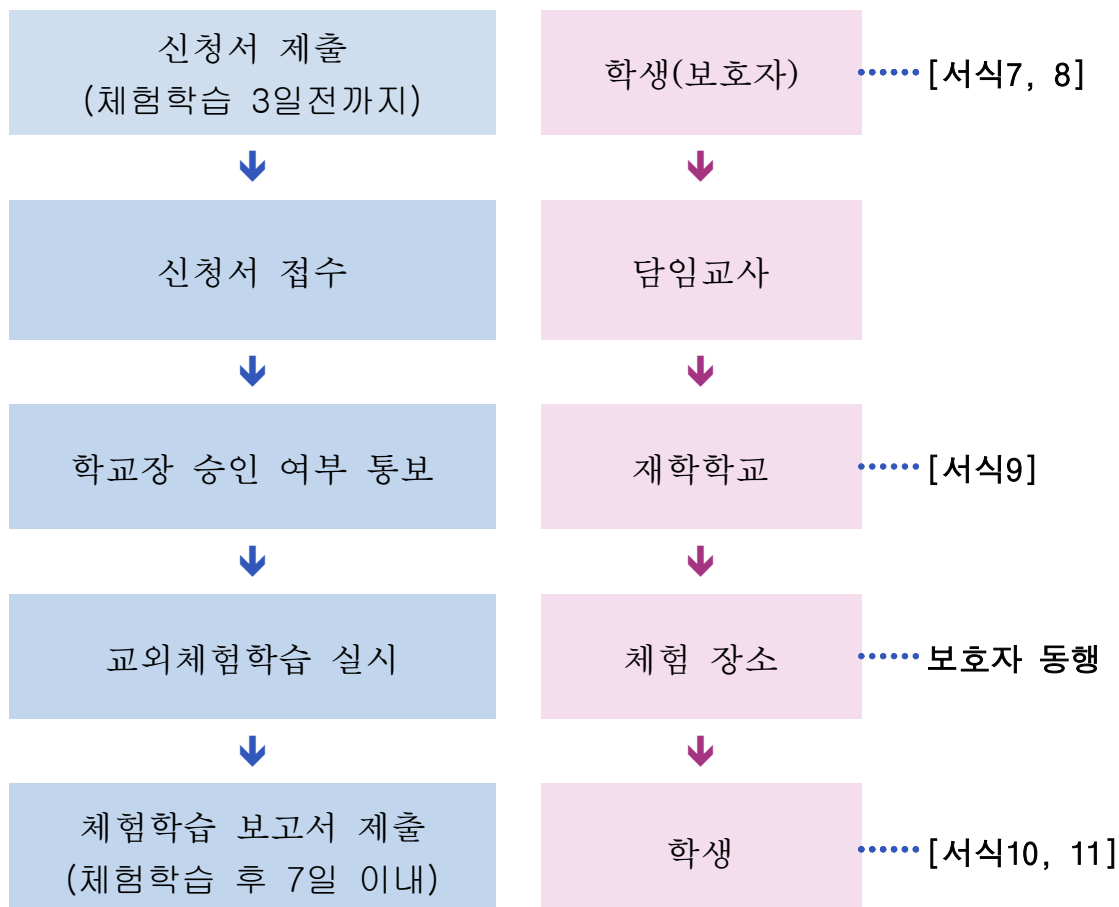 신청서 제출
(체험학습 3일전까지)
학생(보호자)
[서식7, 8]
신청서 접수
담임교사
학교장 승인 여부 통보
재학학교
[서식9]
교외체험학습 실시
체험 장소
보호자 동행
체험학습 보고서 제출
(체험학습 후 7일 이내)
학생
[서식10, 11]